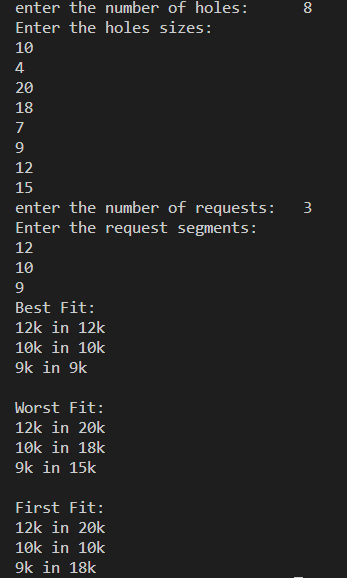 enter the number of holes: 8
Enter the holes sizes:
10
4
20
18
7
9
12
15
enter the number of requests: 3
Enter the request segments:
12
10
9
Best Fit:
12k in 12k
10k in 10k
9k in 9k

Worst Fit:
12k in 20k
10k in 18k
9k in 15k

First Fit:
12k in 20k
10k in 10k
9k in 18k